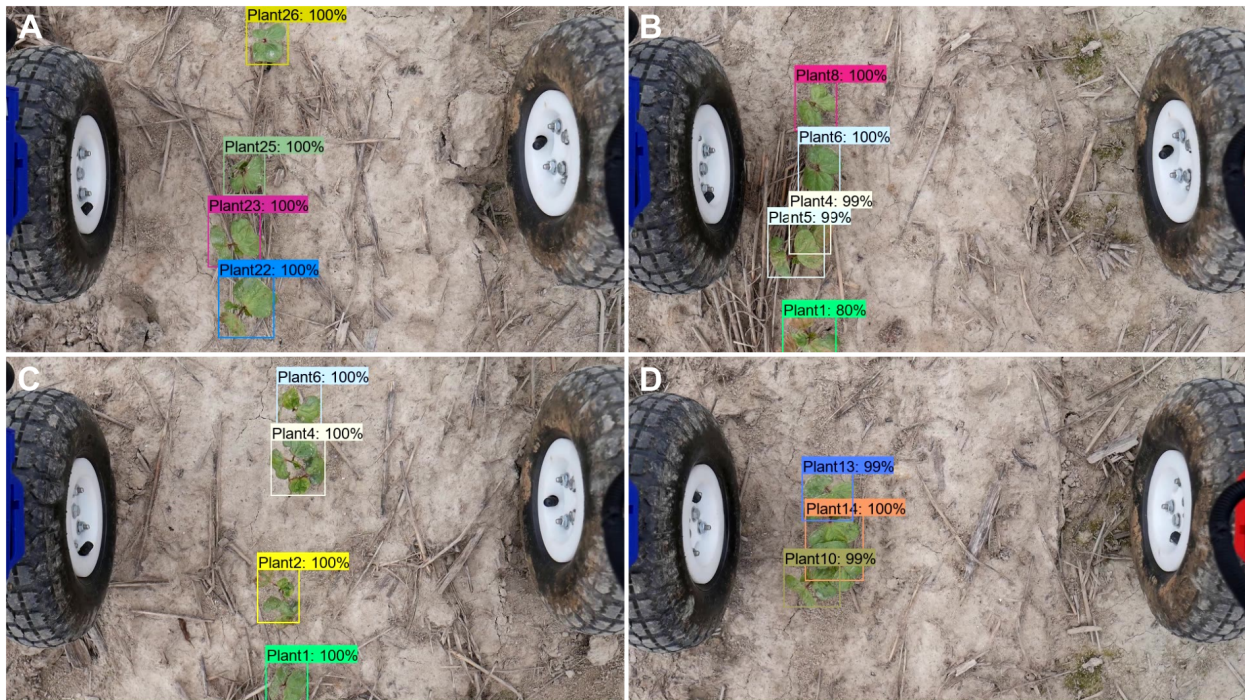 A
Plant26: 100%
Plant25: 100%
Plant23: 100%
Plant22: 100%
B
Plant8: 100%
Plant6: 100%
Plant4: 99%
Plant5: 99%
Plant1: 80%
C
Plant6: 100%
Plant4: 100%
Plant2: 100%
Plant1: 100%
D
Plant13: 99%
Plant14: 100%
Plant10: 99%